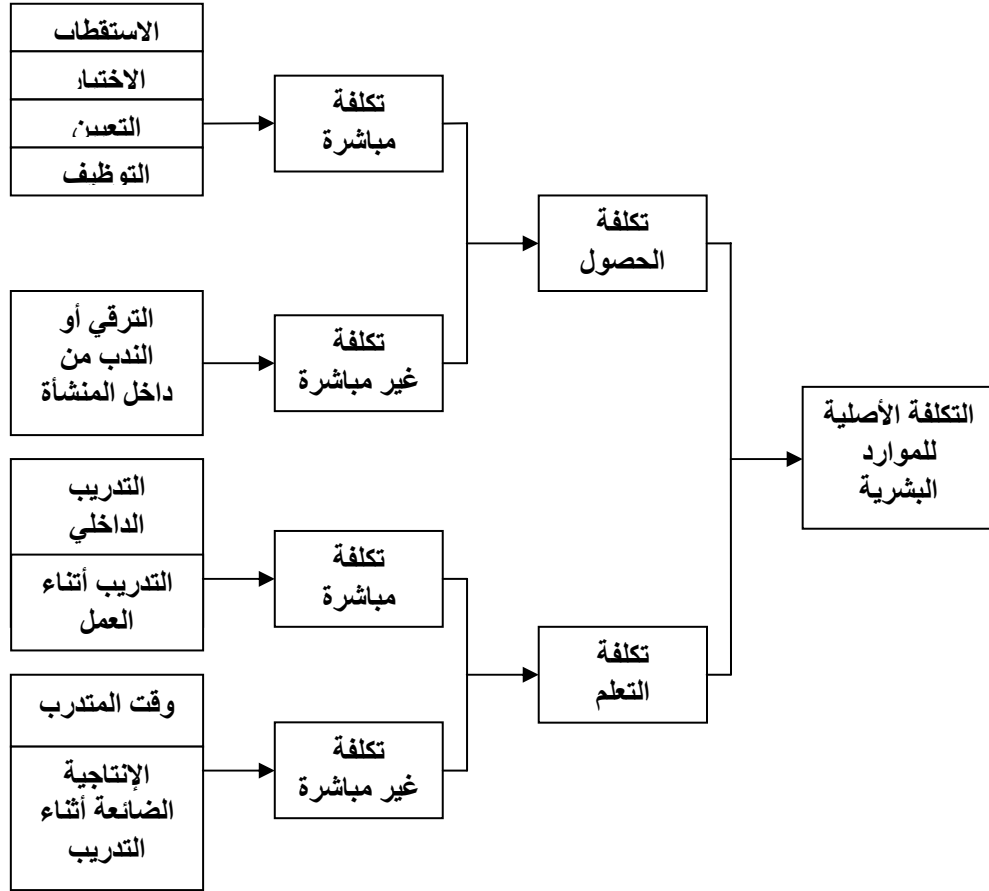 الاستقطاب
الاختبار
التعيين
التوظيف
تكلفة
مباشرة
تكلفة
الحصول
الترقي أو
الندب من
داخل المنشأة
تكلفة
غير مباشرة
التكلفة الأصلية
للموارد
البشرية
التدريب
الداخلي
التدريب أثناء
العمل
تكلفة
مباشرة
تكلفة
التعلم
وقت المتدرب
الإنتاجية
الضائعة أثناء
التدريب
تكلفة
غير مباشرة